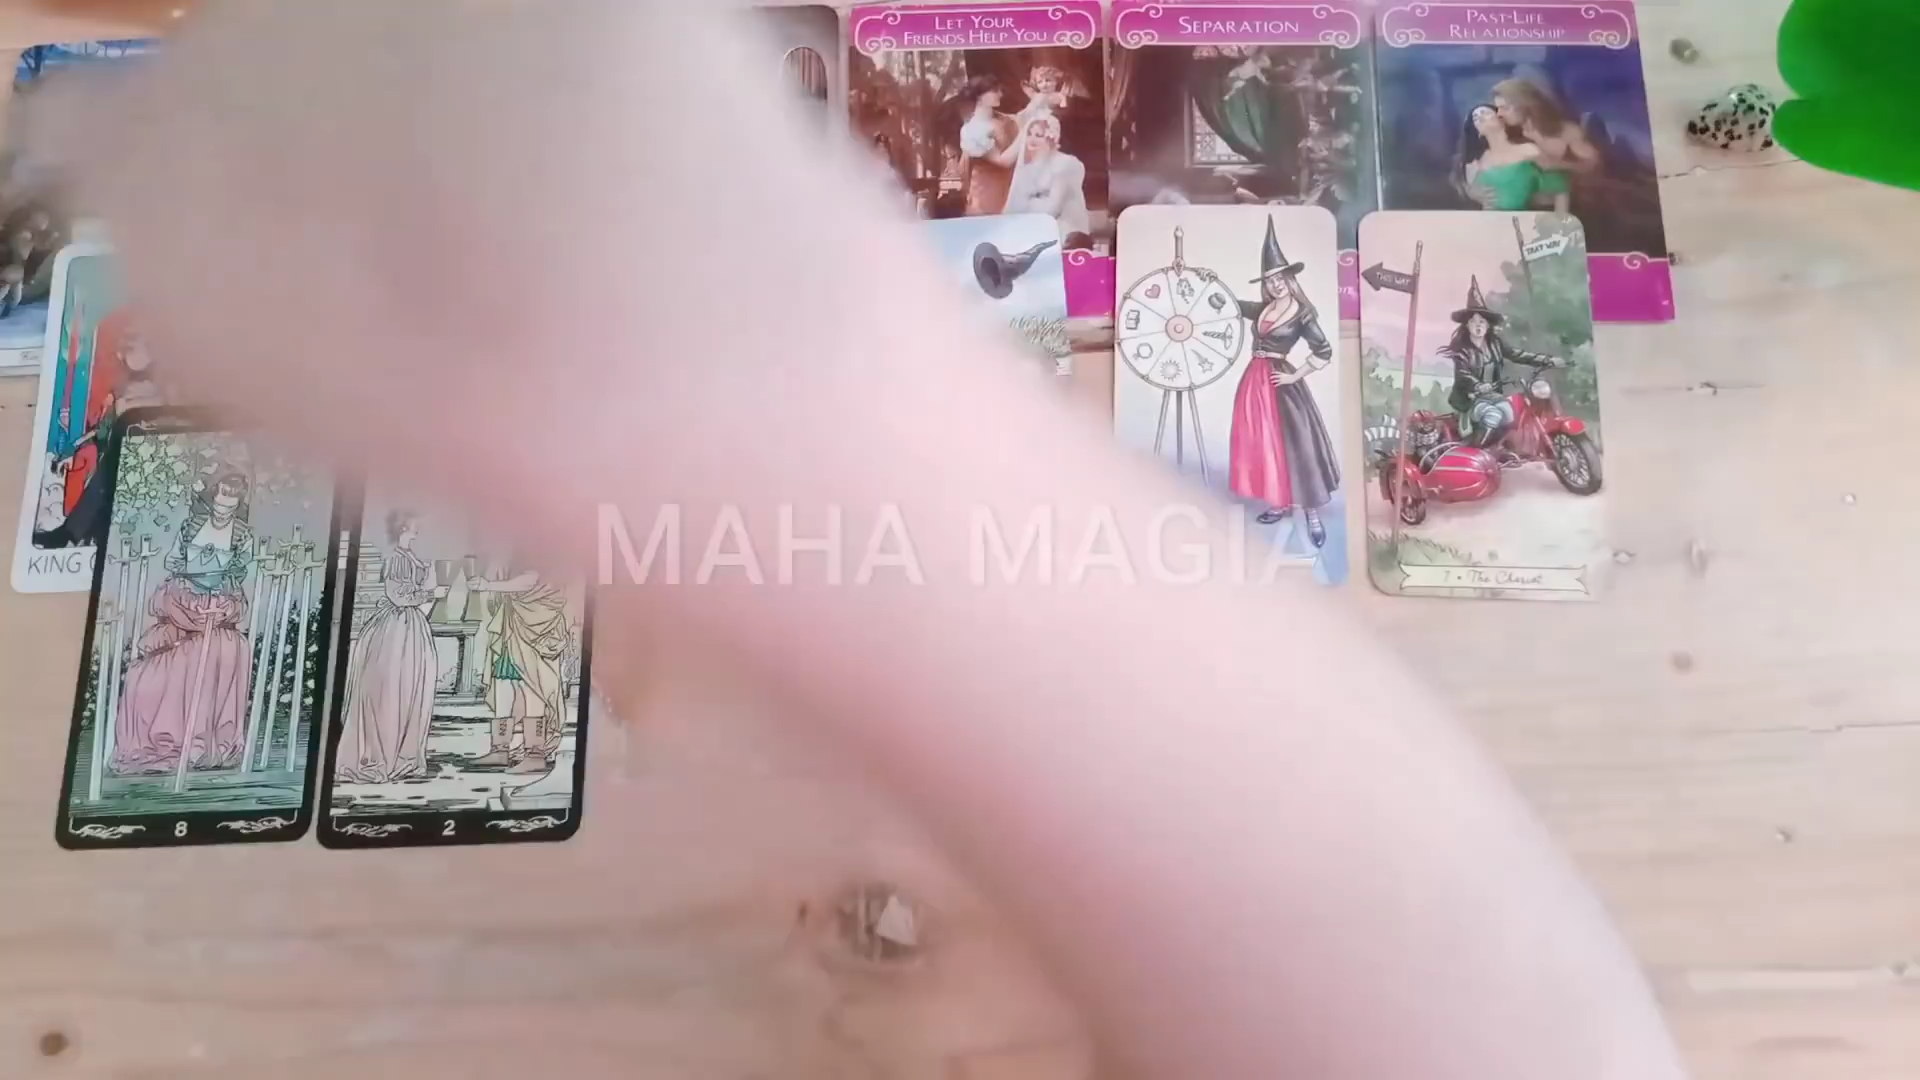 LET YOUR
FRIENDS HELP YOU
SEPARATION
PAST-LIFE
RELATIONSHIP
THIS WAY
THAT WAY
MAHA MAGIA
KING
7 • The Chariot
8
2